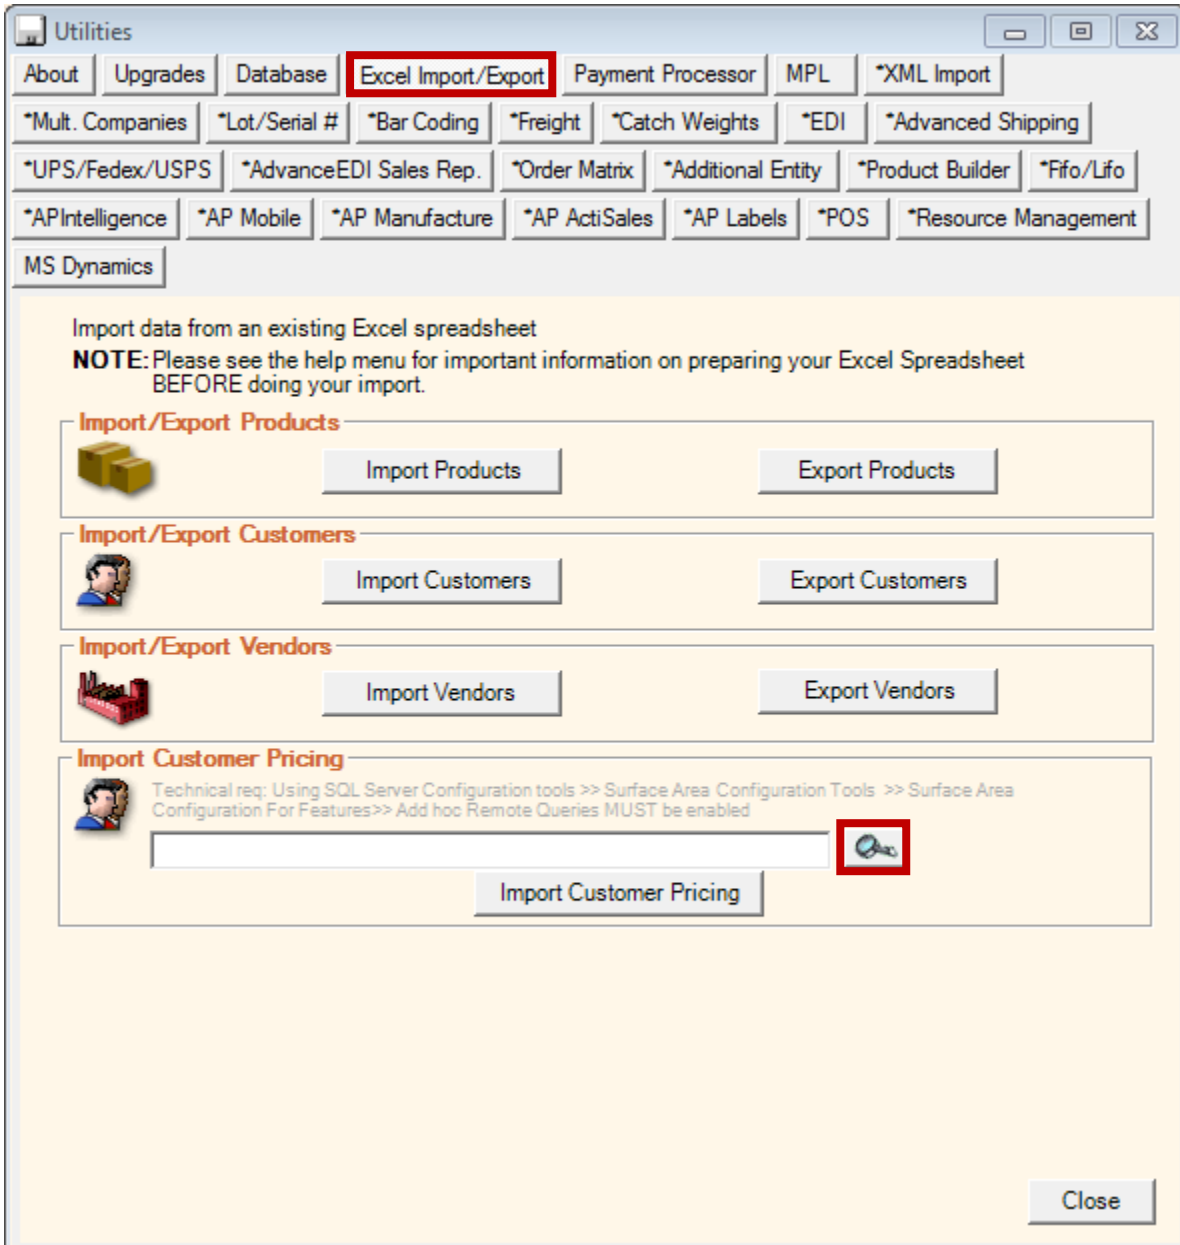 Utilities
About Upgrades Database Excel Import/Export Payment Processor MPL *XML Import
*Mult. Companies *Lot/Serial # *Bar Coding *Freight *Catch Weights *EDI *Advanced Shipping
*UPS/Fedex/USPS *AdvanceEDI Sales Rep. *Order Matrix *Additional Entity *Product Builder *Fifo/Lifo
*APIntelligence *AP Mobile *AP Manufacture *AP ActiSales *AP Labels *POS *Resource Management
MS Dynamics
Import data from an existing Excel spreadsheet
NOTE: Please see the help menu for important information on preparing your Excel Spreadsheet
BEFORE doing your import.
Import/Export Products
Import Products Export Products
Import/Export Customers
Import Customers Export Customers
Import/Export Vendors
Import Vendors Export Vendors
Import Customer Pricing
Technical req: Using SQL Server Configuration tools >> Surface Area Configuration Tools >> Surface Area
Configuration For Features>> Add hoc Remote Queries MUST be enabled
Import Customer Pricing
Close